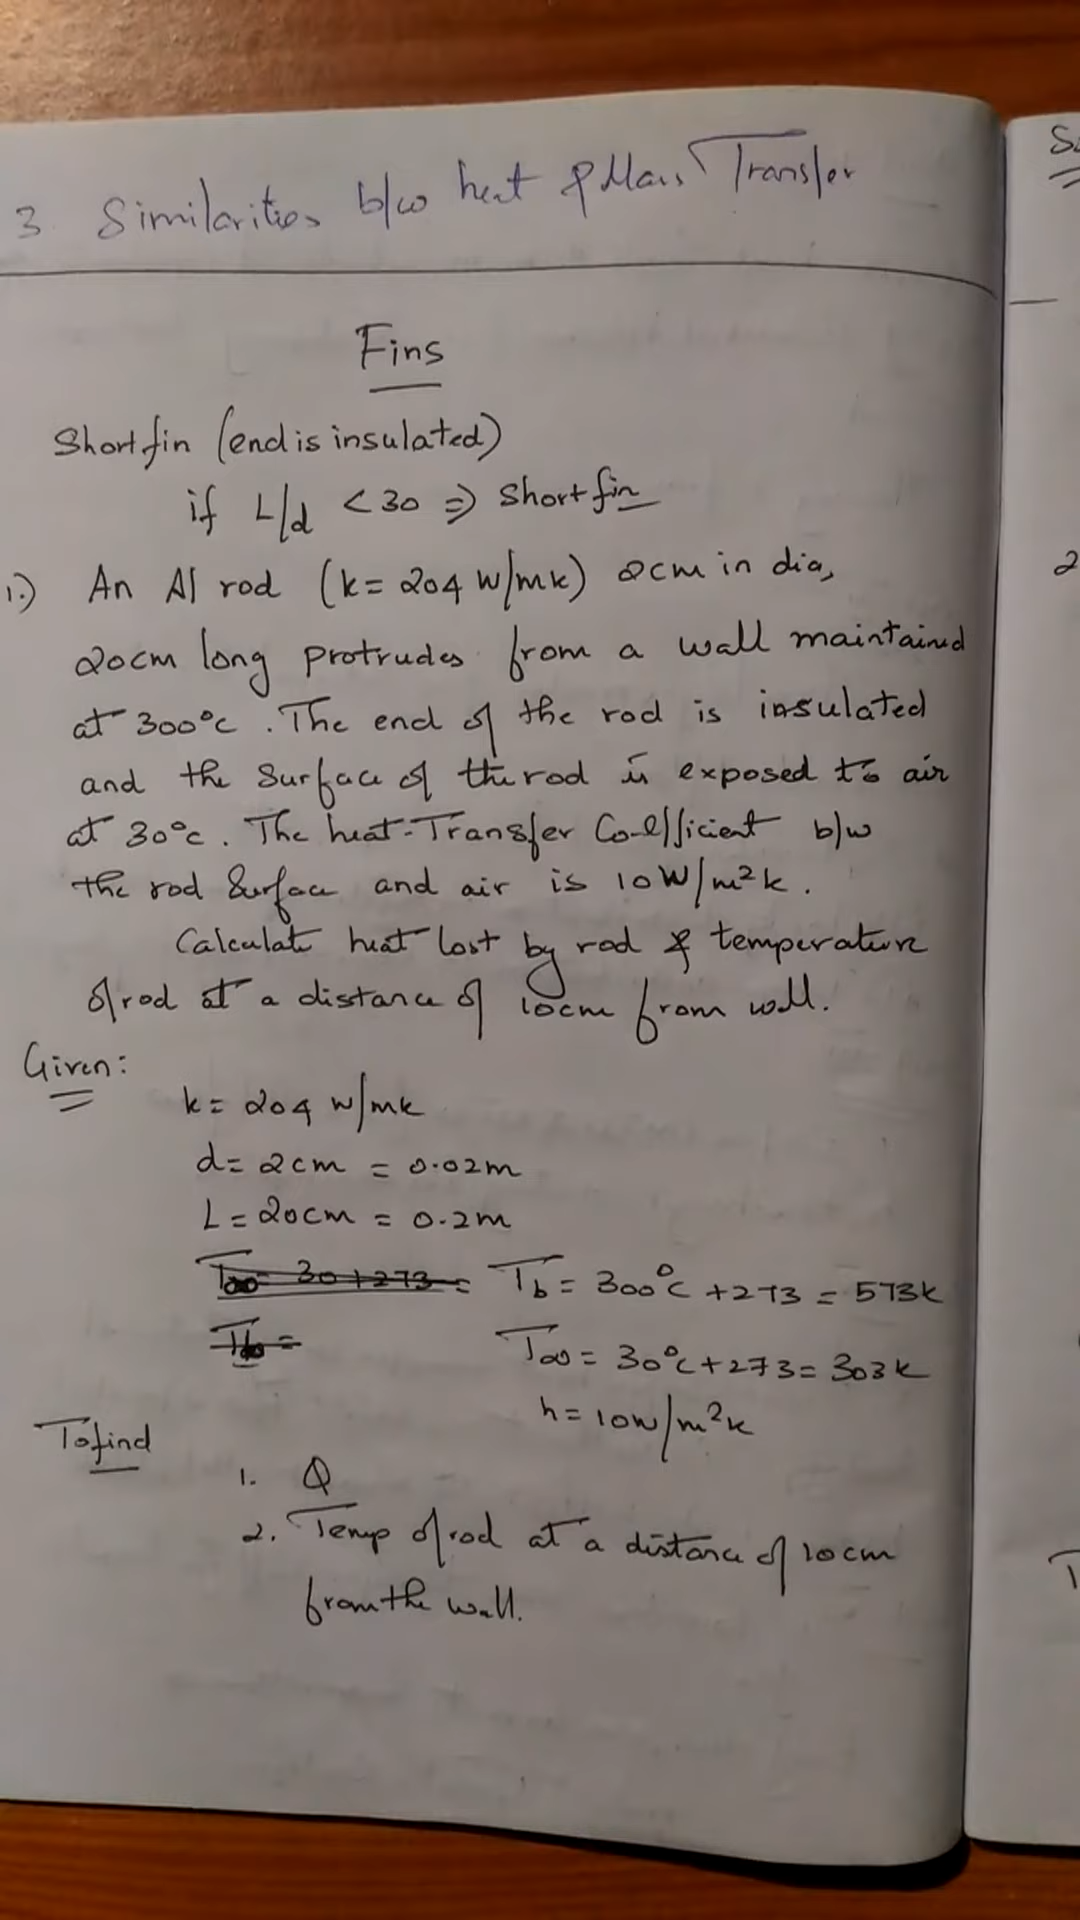 3. Similarities b/w heat & Mass Transfer
Fins
Short fin (end is insulated)
if L/d < 30 ⇒ Short fin
1.) An Al rod (k = 204 W/mk) 2cm in dia,
20cm long protrudes from a wall maintained
at 300°c. The end of the rod is insulated
and the Surface of the rod is exposed to air
at 30°c. The heat-Transfer Co-efficient b/w
the rod Surface and air is 10W/m²k.
Calculate heat lost by rod & temperature
of rod at a distance of 10cm from wall.
Given:
k = 204 W/mk
d = 2cm = 0.02m
L = 20cm = 0.2m
T∞ = 30+273 = Tb = 300°C +273 = 573k
T∞ = 30°c+273 = 303k
h = 10W/m²k
To find
1. Q
2. Temp of rod at a distance of 10cm
from the wall.